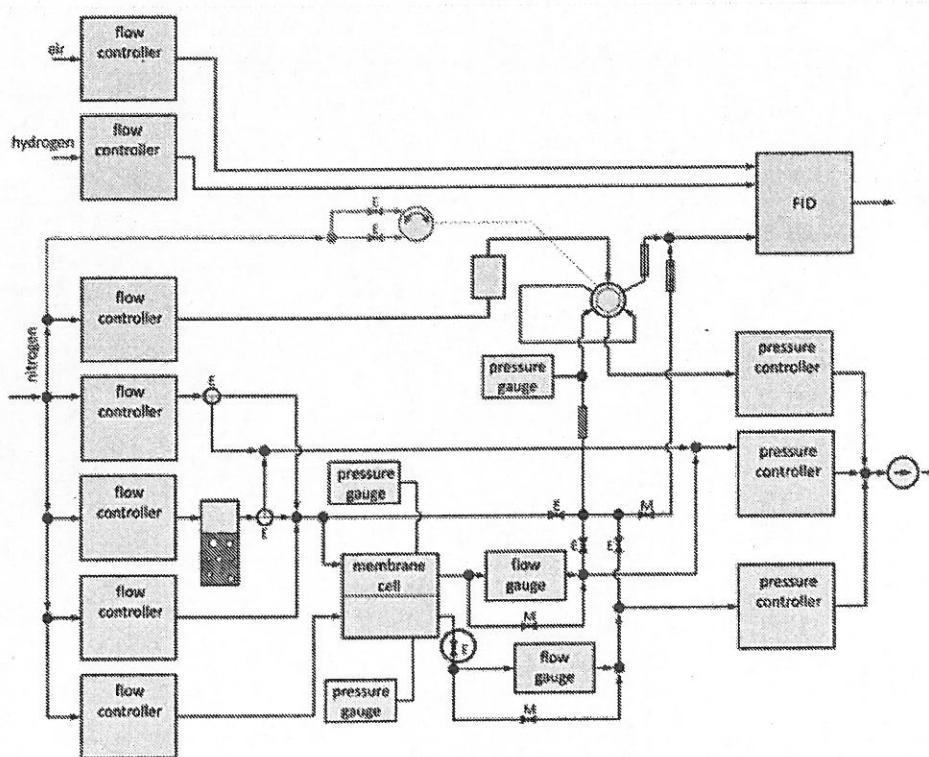 flow
controller
air
flow
controller
hydrogen
FID
E
E
flow
controller
nitrogen
pressure
gauge
pressure
controller
flow
controller
E
pressure
controller
pressure
gauge
flow
controller
E
E
M
E
E
membrane
cell
flow
gauge
pressure
controller
flow
controller
M
E
flow
gauge
pressure
gauge
flow
controller
M